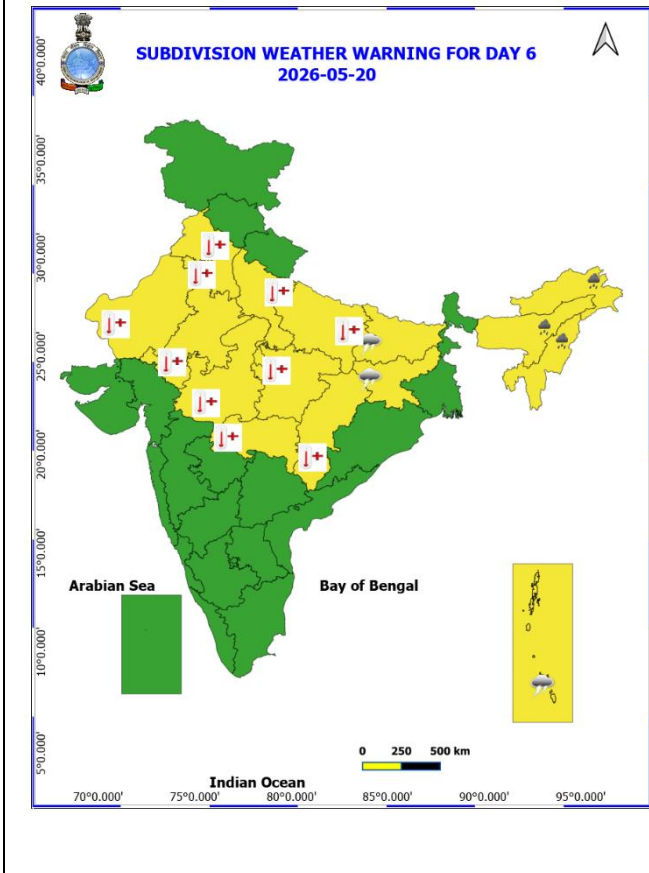 SUBDIVISION WEATHER WARNING FOR DAY 6
2026-05-20
40°0.000'
35°0.000'
30°0.000'
25°0.000'
20°0.000'
15°0.000'
10°0.000'
5°0.000'
Arabian Sea
Bay of Bengal
0 250 500 km
Indian Ocean
70°0.000' 75°0.000' 80°0.000' 85°0.000' 90°0.000' 95°0.000'